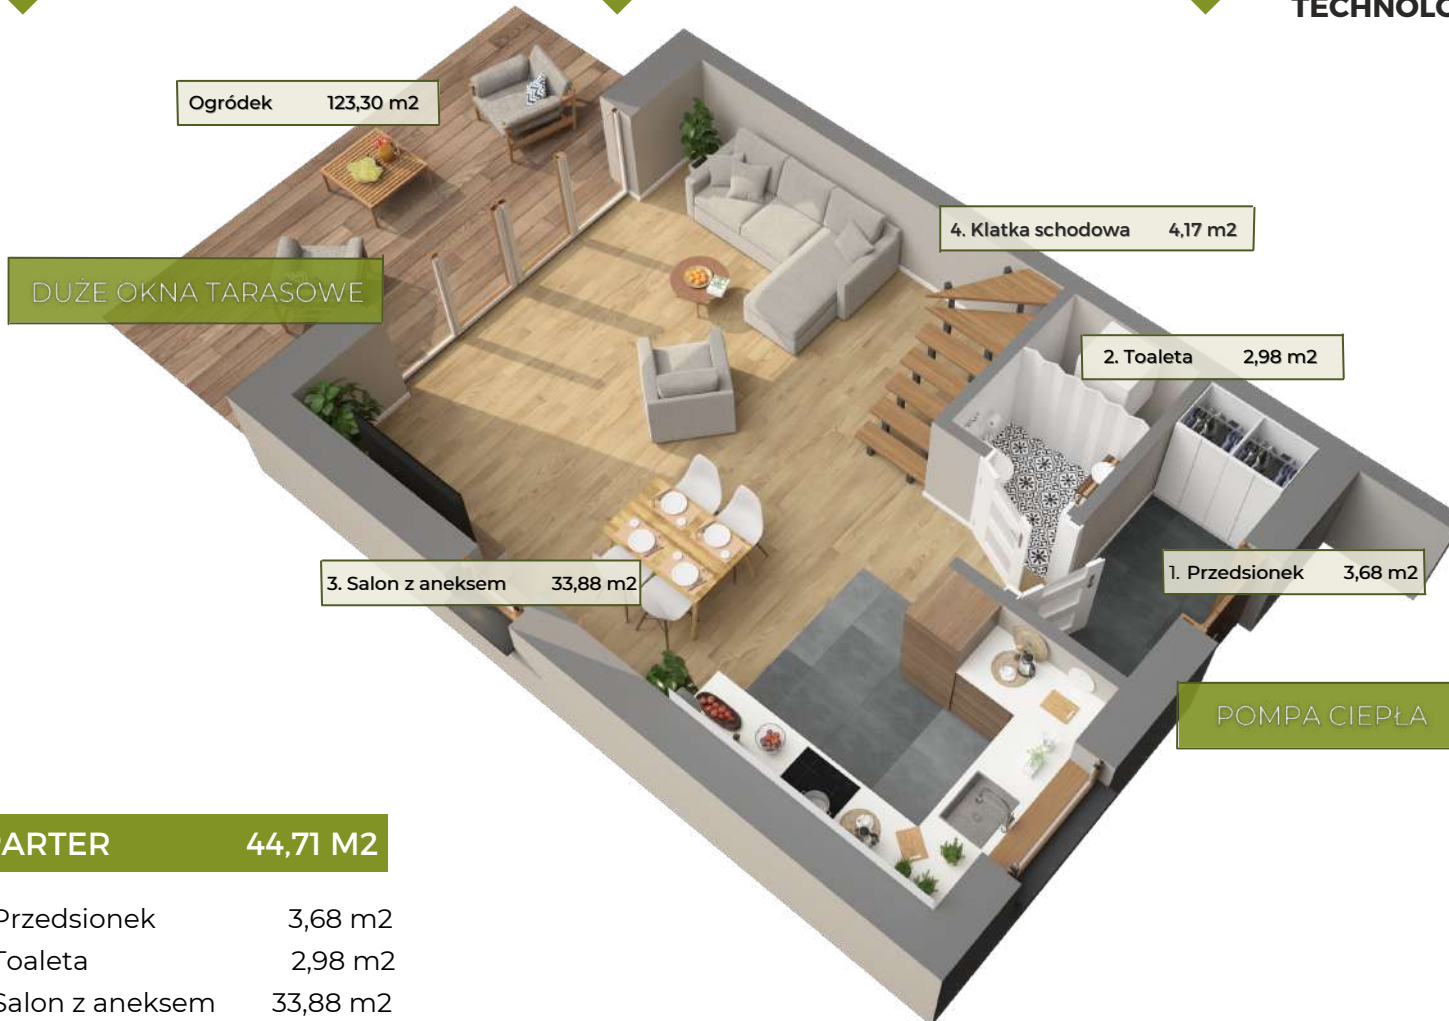 TECHNOLO
Ogródek 123,30 m2
4. Klatka schodowa 4,17 m2
DUŻE OKNA TARASOWE
2. Toaleta 2,98 m2
3. Salon z aneksem 33,88 m2
1. Przedsionek 3,68 m2
POMPA CIEPŁA
PARTER 44,71 M2
Przedsionek 3,68 m2
Toaleta 2,98 m2
Salon z aneksem 33,88 m2